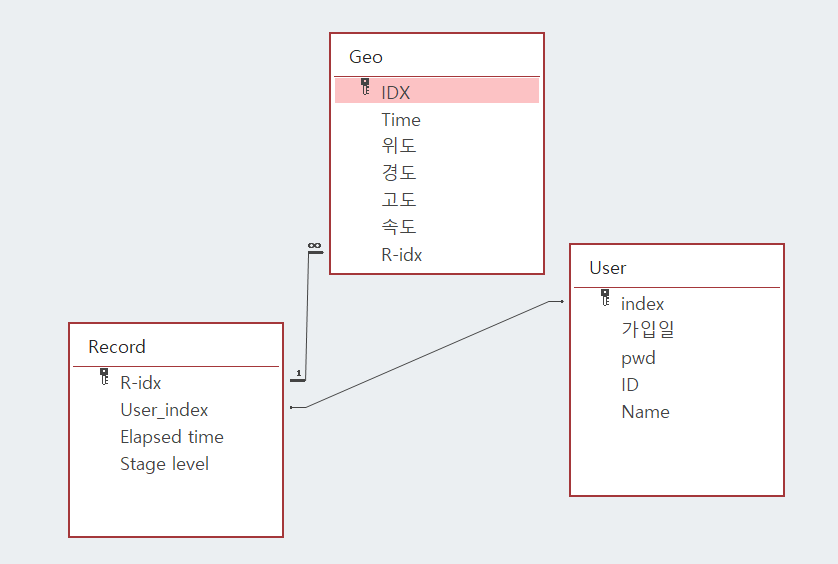 Geo
IDX
Time
위도
경도
고도
속도
R-idx
∞
1
Record
R-idx
User_index
Elapsed time
Stage level
User
index
가입일
pwd
ID
Name